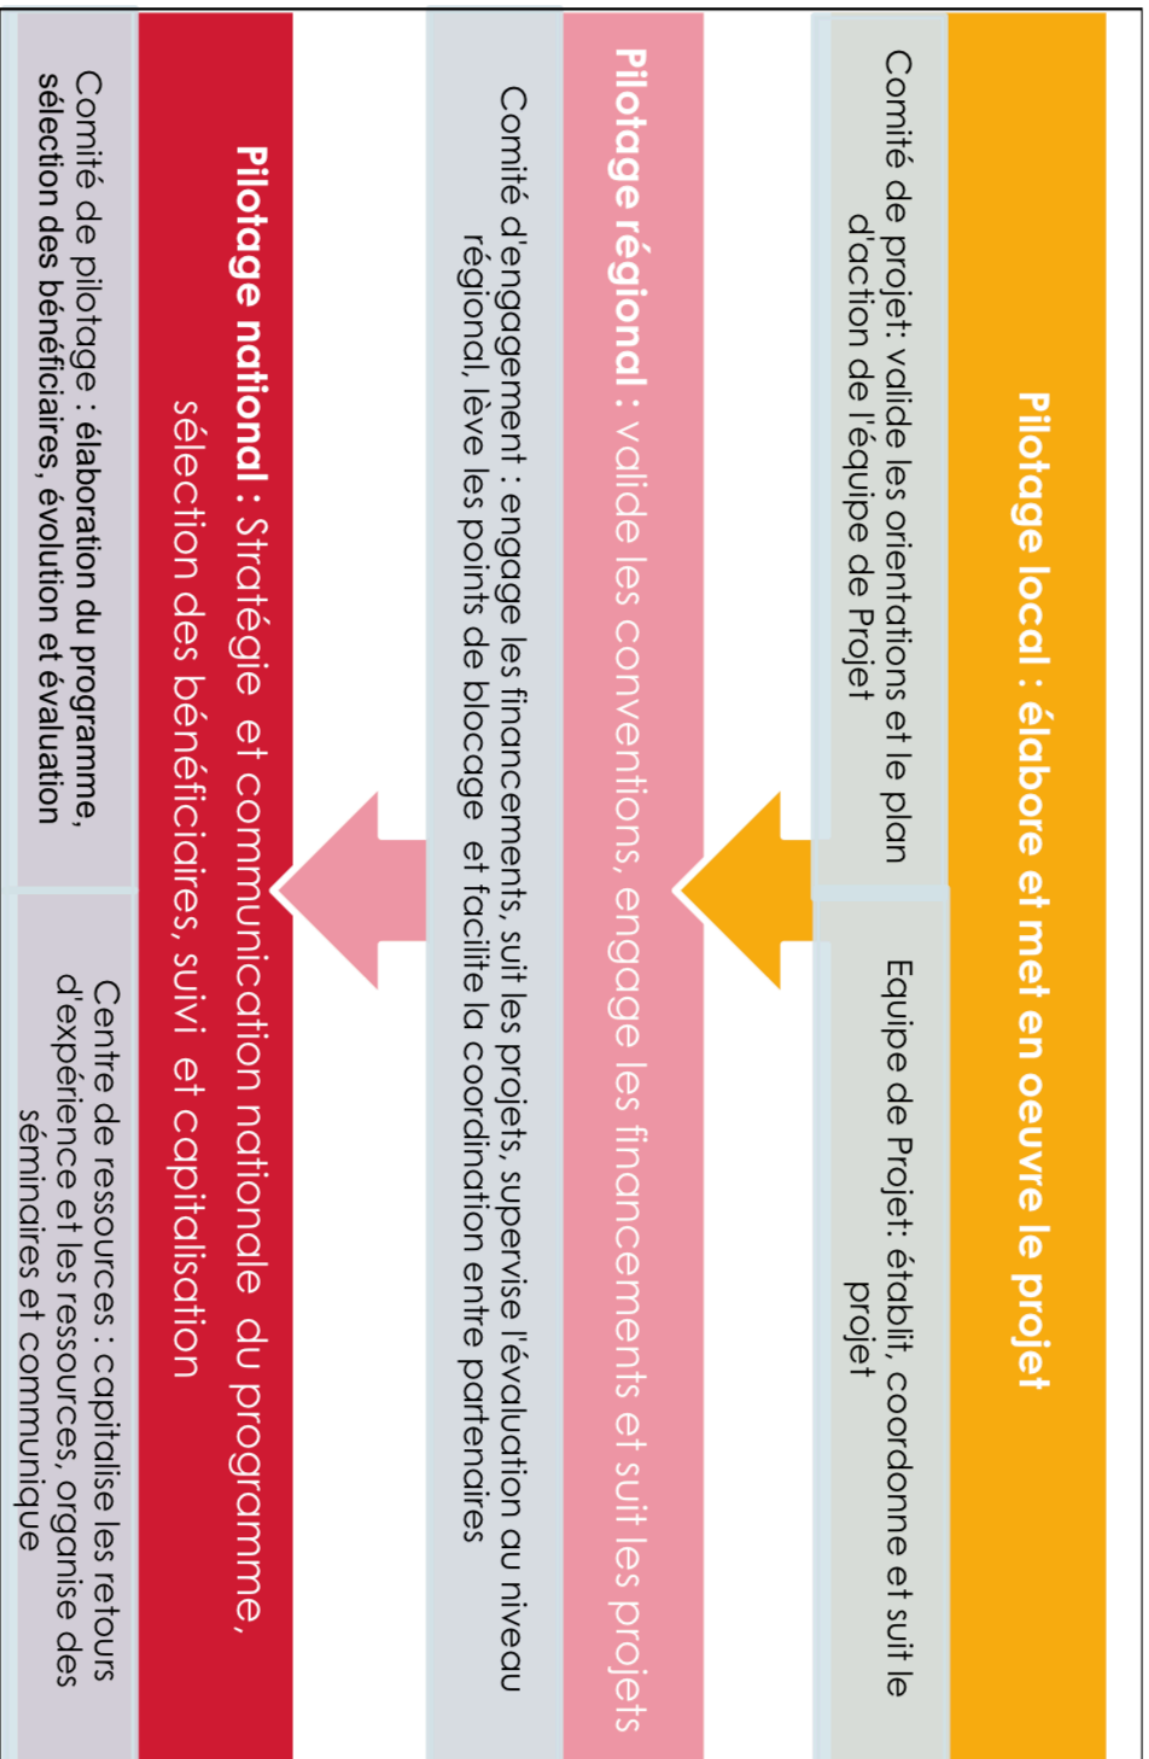 Pilotage local : élabore et met en oeuvre le projet
Comité de projet: valide les orientations et le plan
d'action de l'équipe de Projet
Equipe de Projet: établit, coordonne et suit le
projet
Pilotage régional : valide les conventions, engage les financements et suit les projets
Comité d'engagement : engage les financements, suit les projets, supervise l'évaluation au niveau
régional, lève les points de blocage et facilite la coordination entre partenaires
Pilotage national : Stratégie et communication nationale du programme,
sélection des bénéficiaires, suivi et capitalisation
Comité de pilotage : élaboration du programme,
sélection des bénéficiaires, évolution et évaluation
Centre de ressources : capitalise les retours
d'expérience et les ressources, organise des
séminaires et communique